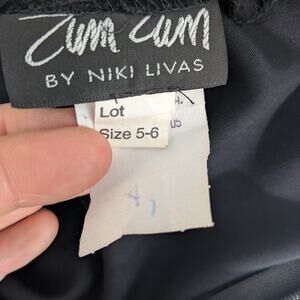 Zum Zum
BY NIKI LIVAS
Lot
Size 5-6